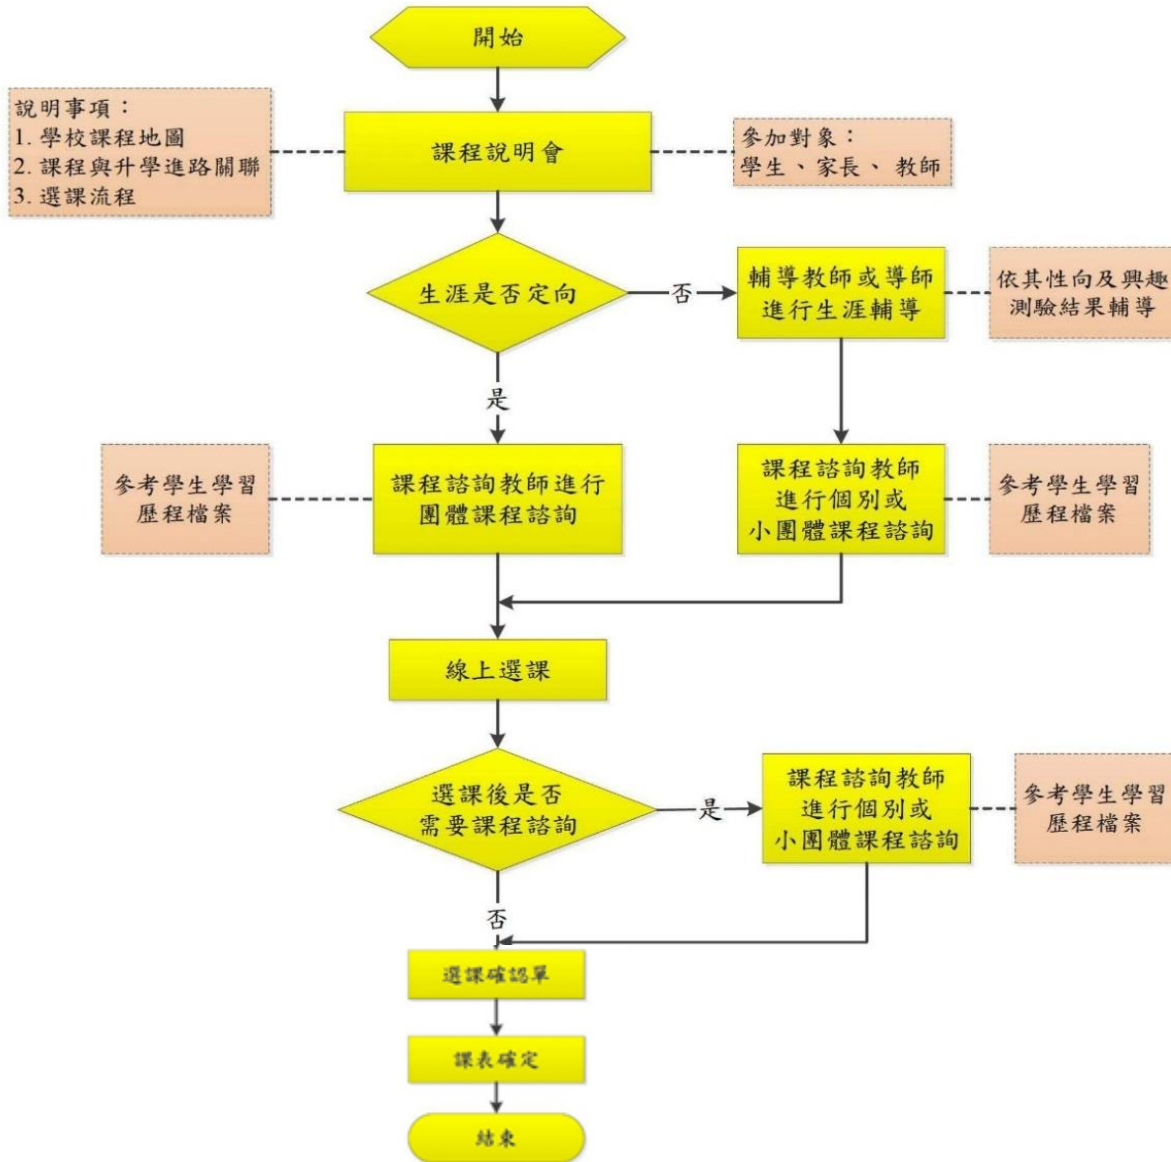 開始
說明事項：
1. 學校課程地圖
2. 課程與升學進路關聯
3. 選課流程
課程說明會
參加對象：
學生、家長、教師
生涯是否定向
否
輔導教師或導師
進行生涯輔導
依其性向及興趣
測驗結果輔導
是
參考學生學習
歷程檔案
課程諮詢教師進行
團體課程諮詢
課程諮詢教師
進行個別或
小團體課程諮詢
參考學生學習
歷程檔案
線上選課
選課後是否
需要課程諮詢
是
課程諮詢教師
進行個別或
小團體課程諮詢
參考學生學習
歷程檔案
否
選課確認單
課表確定
結束